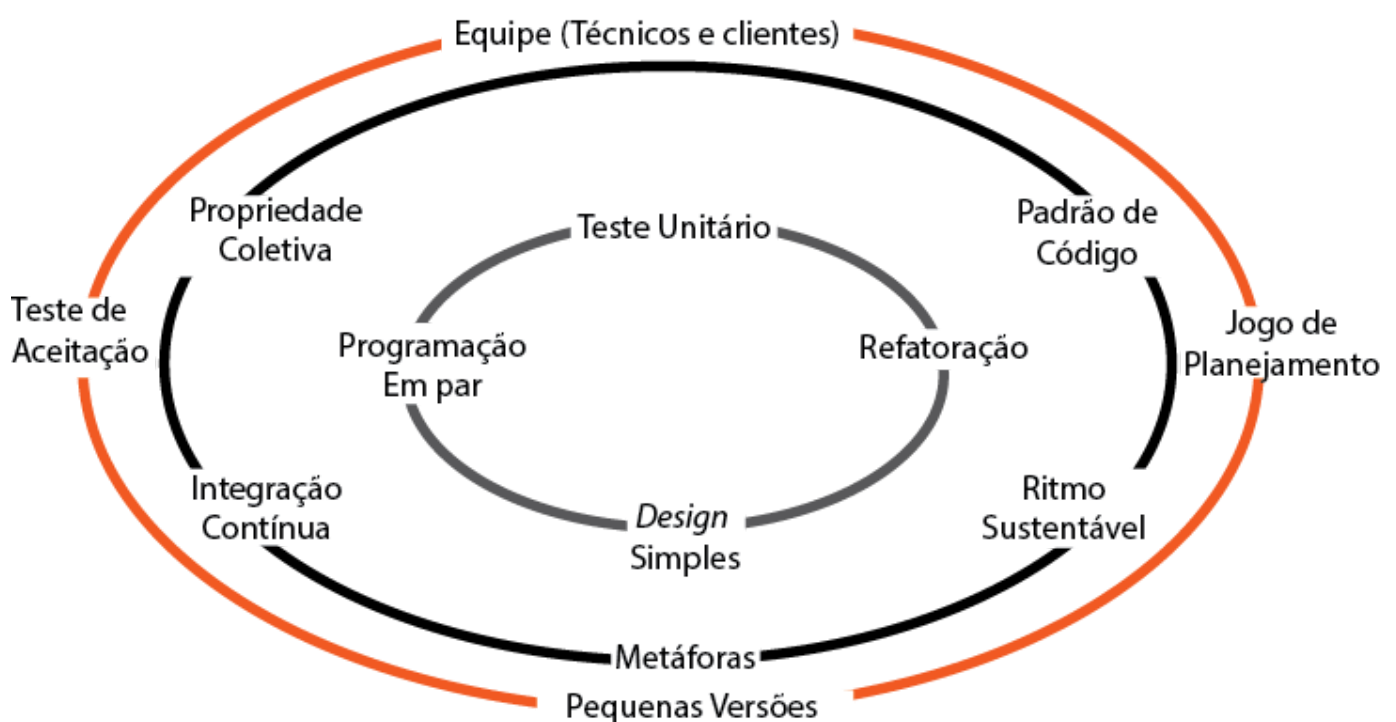 Equipe (Técnicos e clientes)
Propriedade
Coletiva
Padrão de
Código
Teste Unitário
Teste de
Aceitação
Jogo de
Planejamento
Programação
Em par
Refatoração
Integração
Contínua
Ritmo
Sustentável
Design
Simples
Metáforas
Pequenas Versões